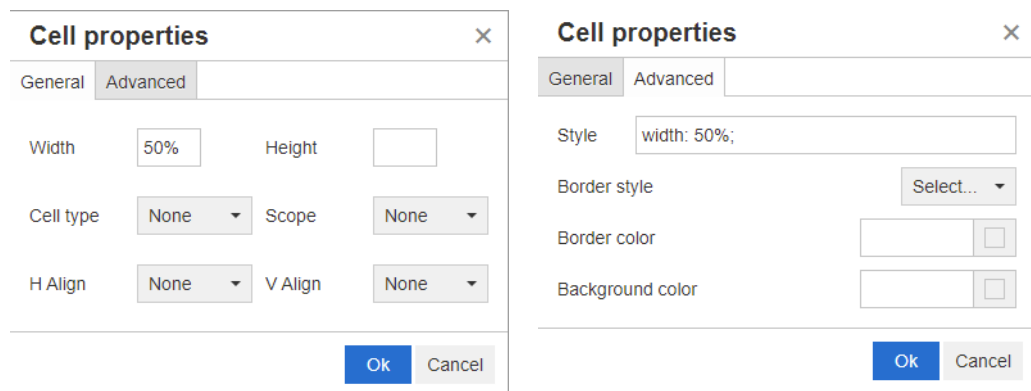 Cell properties ×
General Advanced
Width 50% Height
Cell type None Scope None
H Align None V Align None
Ok Cancel
Cell properties ×
General Advanced
Style width: 50%;
Border style Select...
Border color
Background color
Ok Cancel